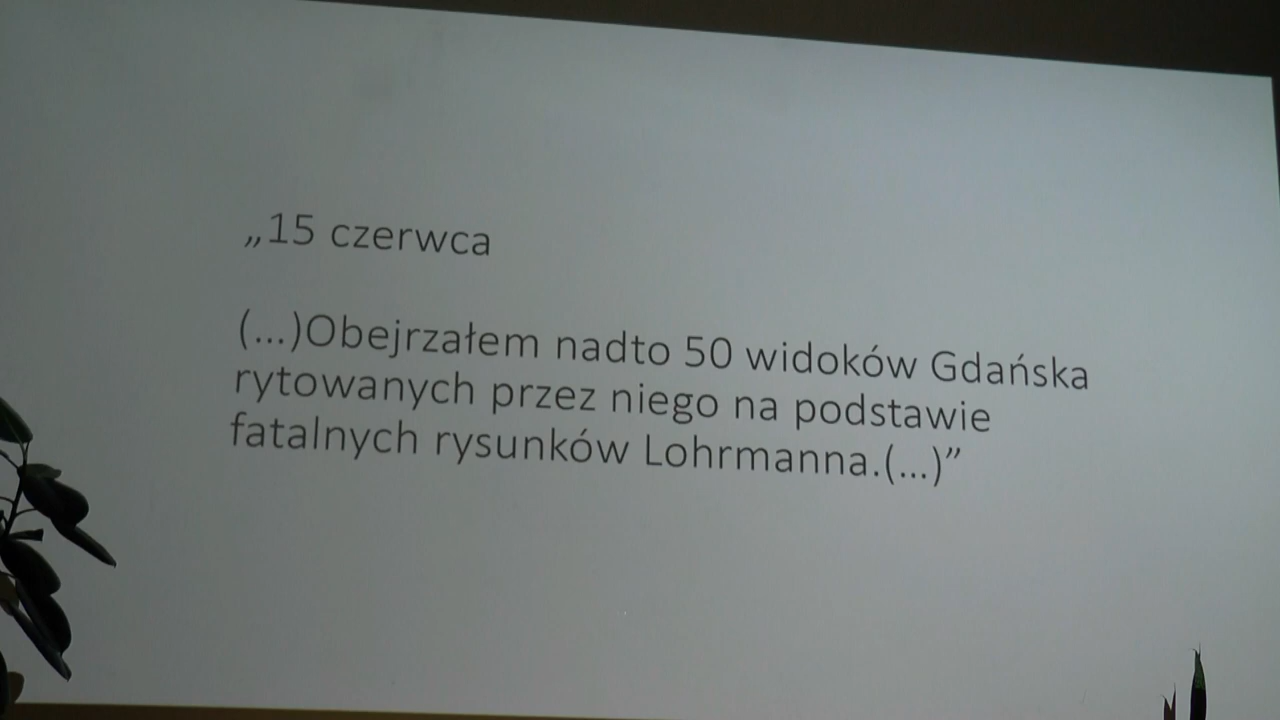 „15 czerwca
(...)Obejrzałem nadto 50 widoków Gdańska
rytowanych przez niego na podstawie
fatalnych rysunków Lohrmanna.(...)”